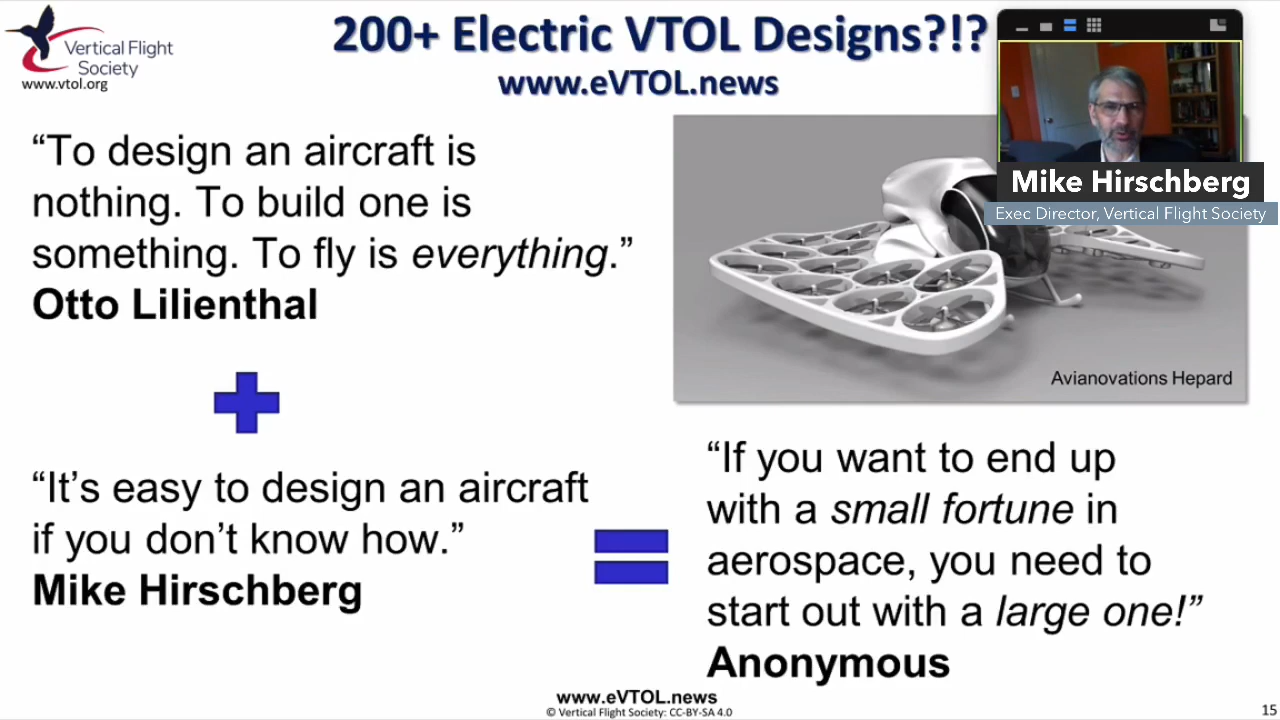 Vertical Flight
Society
www.vtol.org
200+ Electric VTOL Designs?!?
www.eVTOL.news
Mike Hirschberg
Exec Director, Vertical Flight Society
“To design an aircraft is
nothing. To build one is
something. To fly is everything.”
Otto Lilienthal
Avianovations Hepard
“It’s easy to design an aircraft
if you don’t know how.”
Mike Hirschberg
“If you want to end up
with a small fortune in
aerospace, you need to
start out with a large one!”
Anonymous
www.eVTOL.news
© Vertical Flight Society: CC-BY-SA 4.0
15